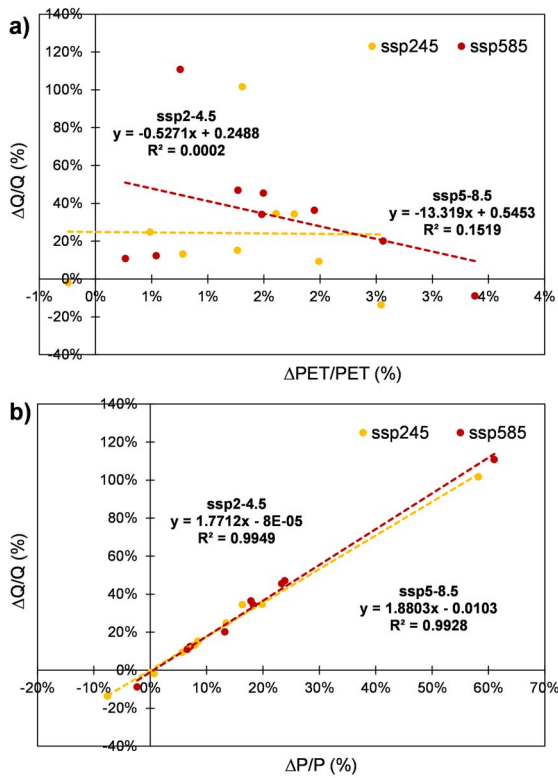 a)
140%
ssp245
ssp585
120%
100%
80%
ssp2-4.5
y = -0.5271x + 0.2488
R² = 0.0002
60%
40%
ssp5-8.5
y = -13.319x + 0.5453
R² = 0.1519
20%
0%
-1% 0% 1% 1% 2% 2% 3% 3% 4%
-20%
-40%
ΔQ/Q (%)
ΔPET/PET (%)
b)
140%
ssp245
ssp585
120%
100%
80%
ssp2-4.5
y = 1.7712x - 8E-05
R² = 0.9949
60%
40%
ssp5-8.5
y = 1.8803x - 0.0103
R² = 0.9928
20%
0%
-20% -10% 0% 10% 20% 30% 40% 50% 60% 70%
-20%
-40%
ΔQ/Q (%)
ΔP/P (%)